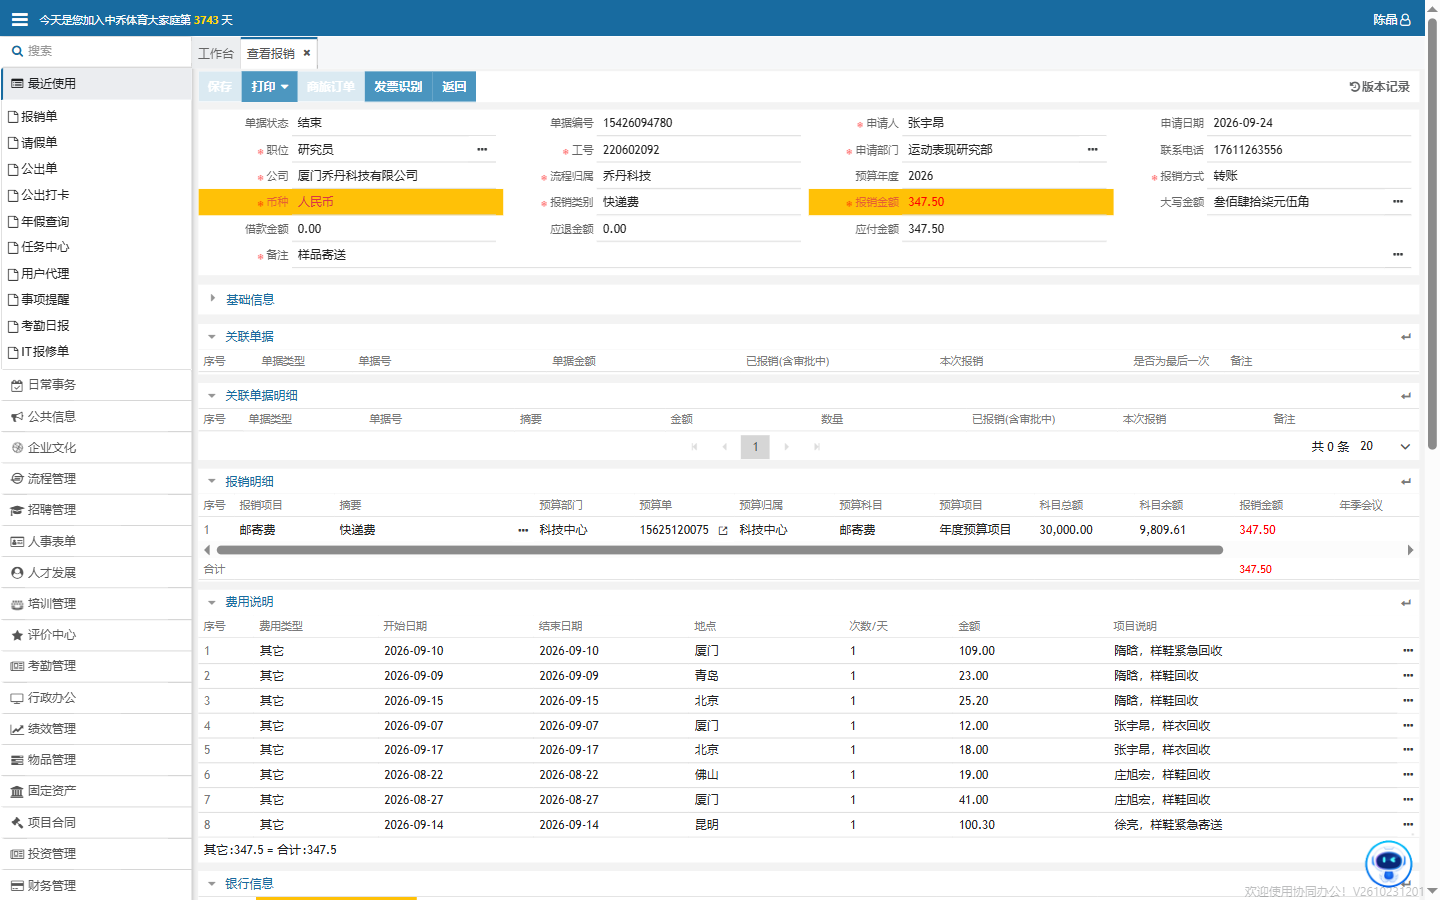 今天是您加入中乔体育大家庭第 3743 天
陈晶
搜索
工作台 查看报销 ×
最近使用
保存 打印 商旅订单 发票识别 返回
版本记录
报销单
请假单
公出单
公出打卡
年假查询
任务中心
用户代理
事项提醒
考勤日报
IT报修单
日常事务
公共信息
企业文化
流程管理
招聘管理
人事表单
人才发展
培训管理
评价中心
考勤管理
行政办公
绩效管理
物品管理
固定资产
项目合同
投资管理
财务管理
单据状态 结束 单据编号 15426094780 *申请人 张宇昂 申请日期 2026-09-24
*职位 研究员 ••• *工号 220602092 *申请部门 运动表现研究部 ••• 联系电话 17611263556
*公司 厦门乔丹科技有限公司 *流程归属 乔丹科技 预算年度 2026 *报销方式 转账
*币种 人民币 *报销类别 快递费 *报销金额 347.50 大写金额 叁佰肆拾柒元伍角 •••
借款金额 0.00 应退金额 0.00 应付金额 347.50
*备注 样品寄送 •••
基础信息
关联单据
序号 单据类型 单据号 单据金额 已报销(含审批中) 本次报销 是否为最后一次 备注
关联单据明细
序号 单据类型 单据号 摘要 金额 数量 已报销(含审批中) 本次报销 备注
1 共 0 条 20
报销明细
序号 报销项目 摘要 预算部门 预算单 预算归属 预算科目 预算项目 科目总额 科目余额 报销金额 年季会议
1 邮寄费 快递费 ••• 科技中心 15625120075 科技中心 邮寄费 年度预算项目 30,000.00 9,809.61 347.50
合计 347.50
费用说明
序号 费用类型 开始日期 结束日期 地点 次数/天 金额 项目说明
1 其它 2026-09-10 2026-09-10 厦门 1 109.00 隋晗，样鞋紧急回收 •••
2 其它 2026-09-09 2026-09-09 青岛 1 23.00 隋晗，样鞋回收 •••
3 其它 2026-09-15 2026-09-15 北京 1 25.20 隋晗，样鞋回收 •••
4 其它 2026-09-07 2026-09-07 厦门 1 12.00 张宇昂，样衣回收 •••
5 其它 2026-09-17 2026-09-17 北京 1 18.00 张宇昂，样衣回收 •••
6 其它 2026-08-22 2026-08-22 佛山 1 19.00 庄旭宏，样鞋回收 •••
7 其它 2026-08-27 2026-08-27 厦门 1 41.00 庄旭宏，样鞋回收 •••
8 其它 2026-09-14 2026-09-14 昆明 1 100.30 徐亮，样鞋紧急寄送 •••
其它:347.5 = 合计:347.5
银行信息
欢迎使用协同办公！V2610231201